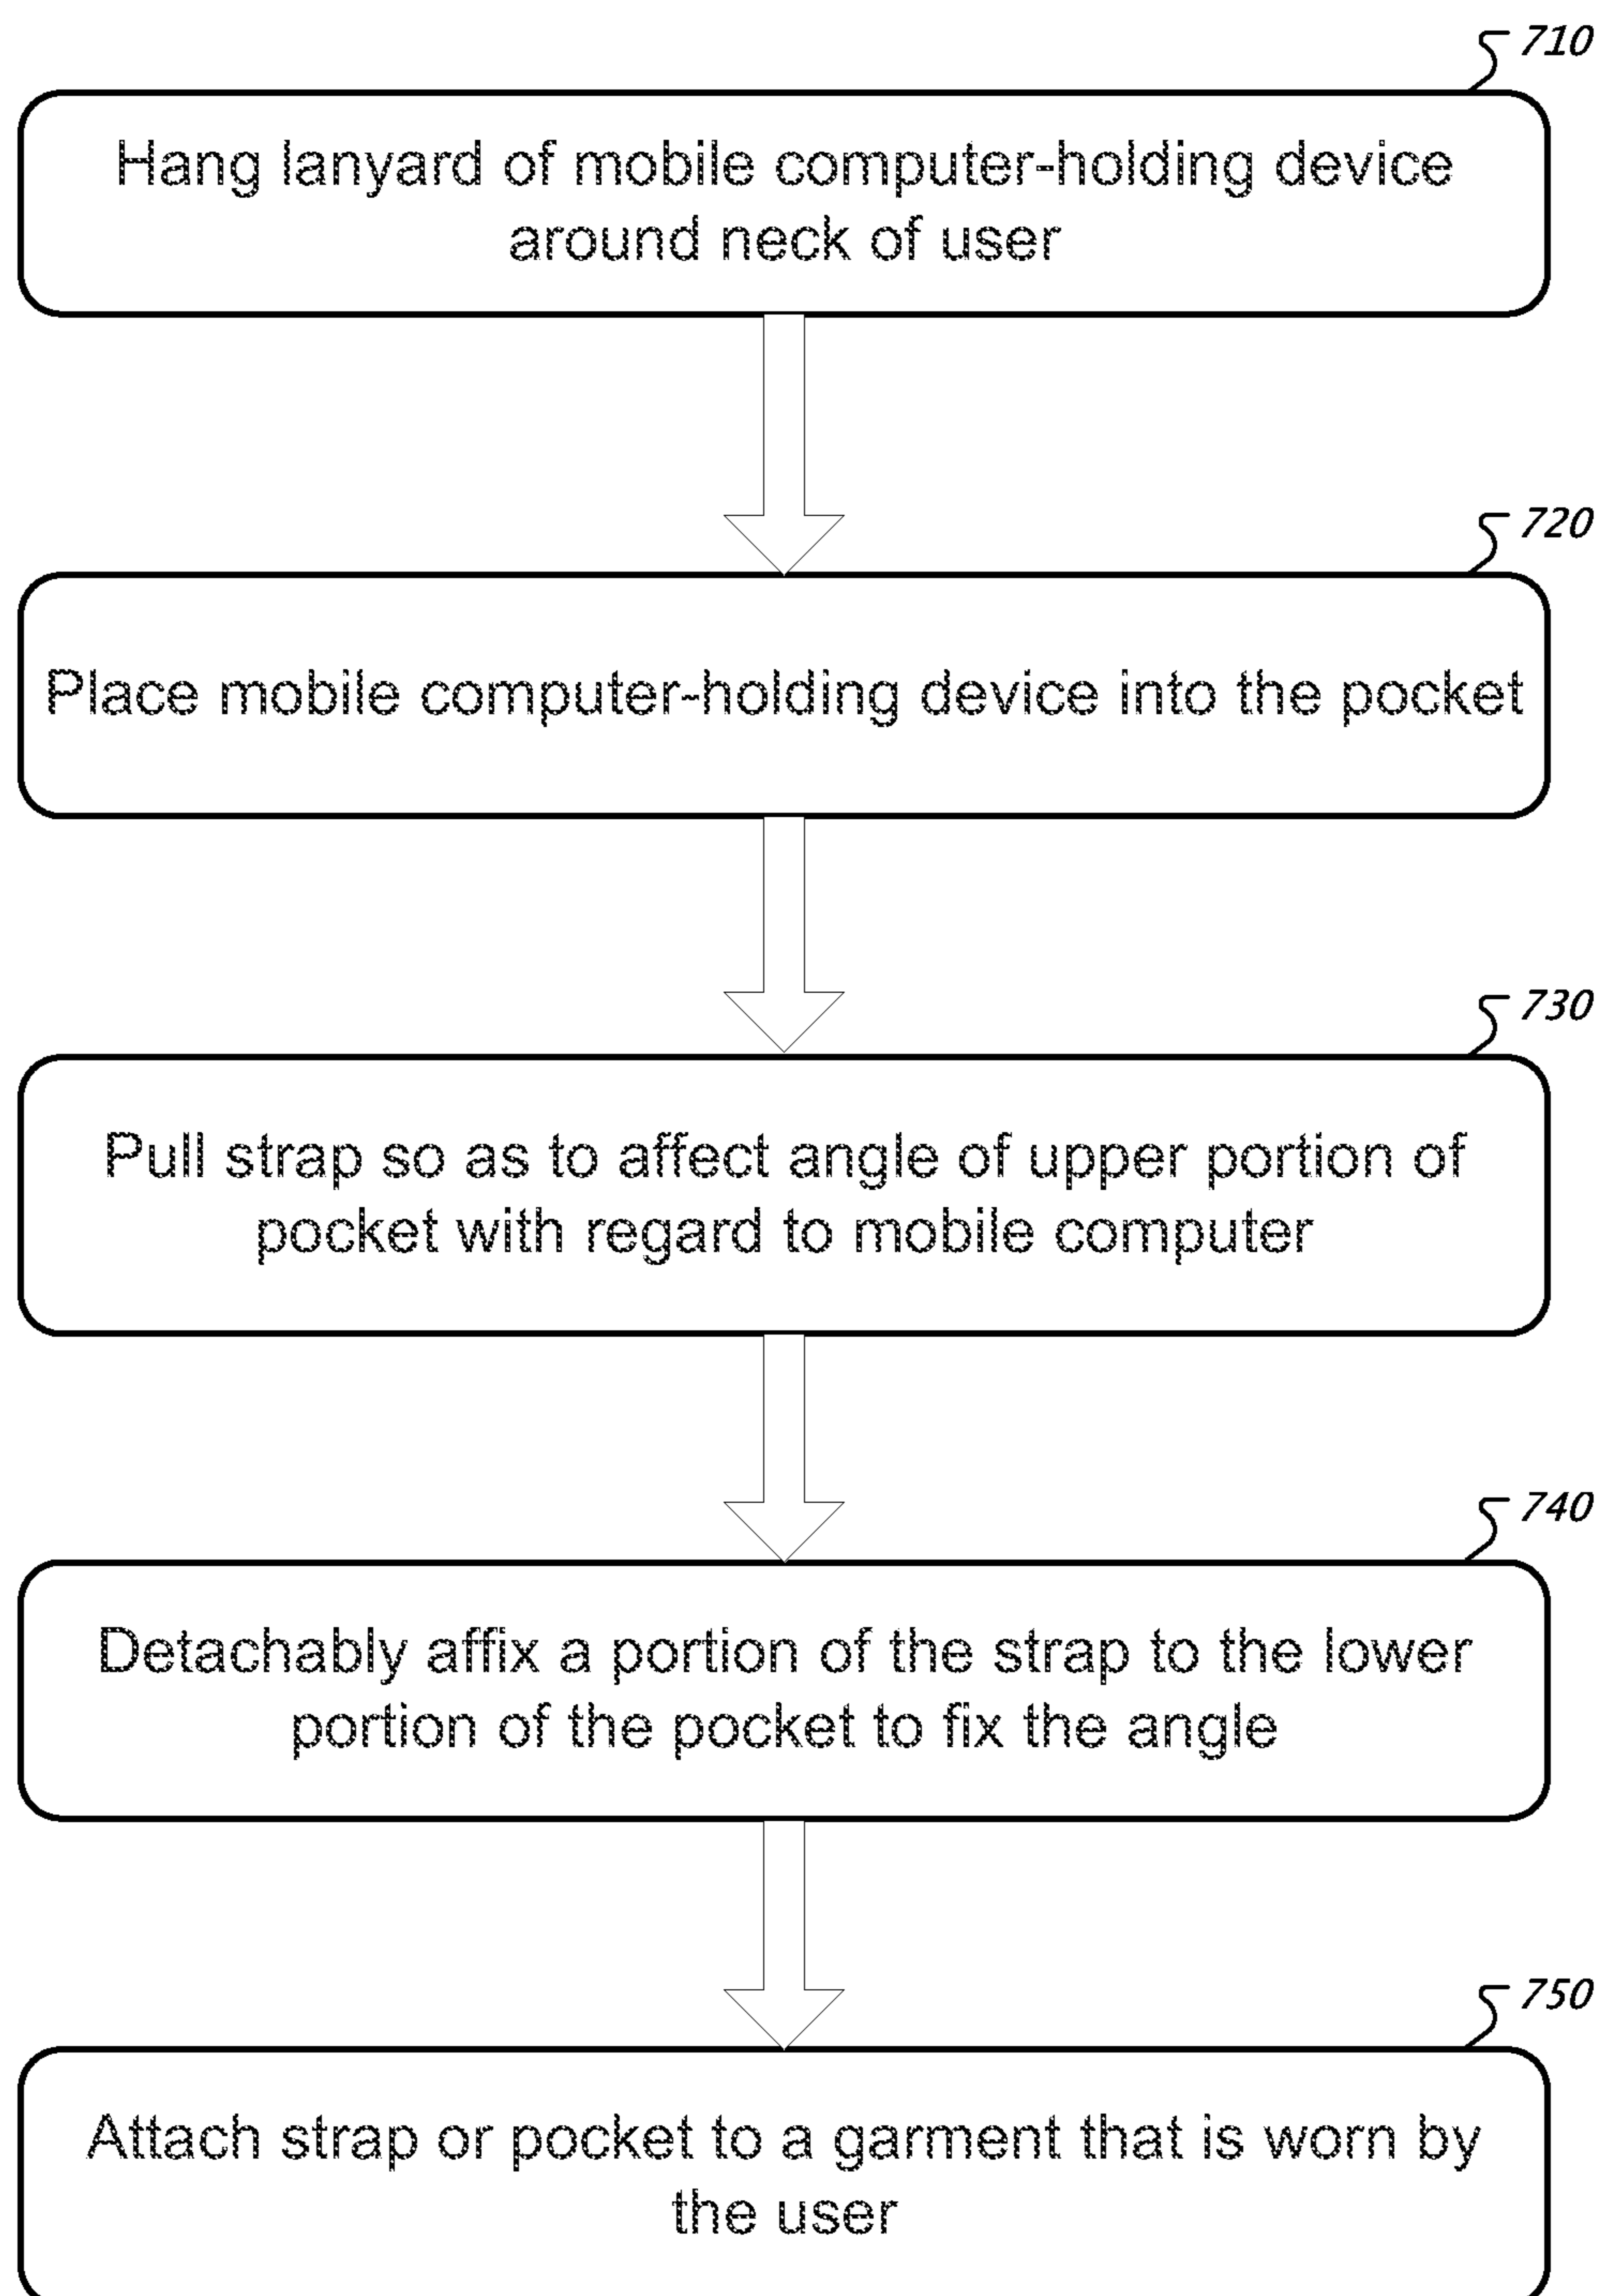 710
Hang lanyard of mobile computer-holding device
around neck of user
720
Place mobile computer-holding device into the pocket
730
Pull strap so as to affect angle of upper portion of
pocket with regard to mobile computer
740
Detachably affix a portion of the strap to the lower
portion of the pocket to fix the angle
750
Attach strap or pocket to a garment that is worn by
the user